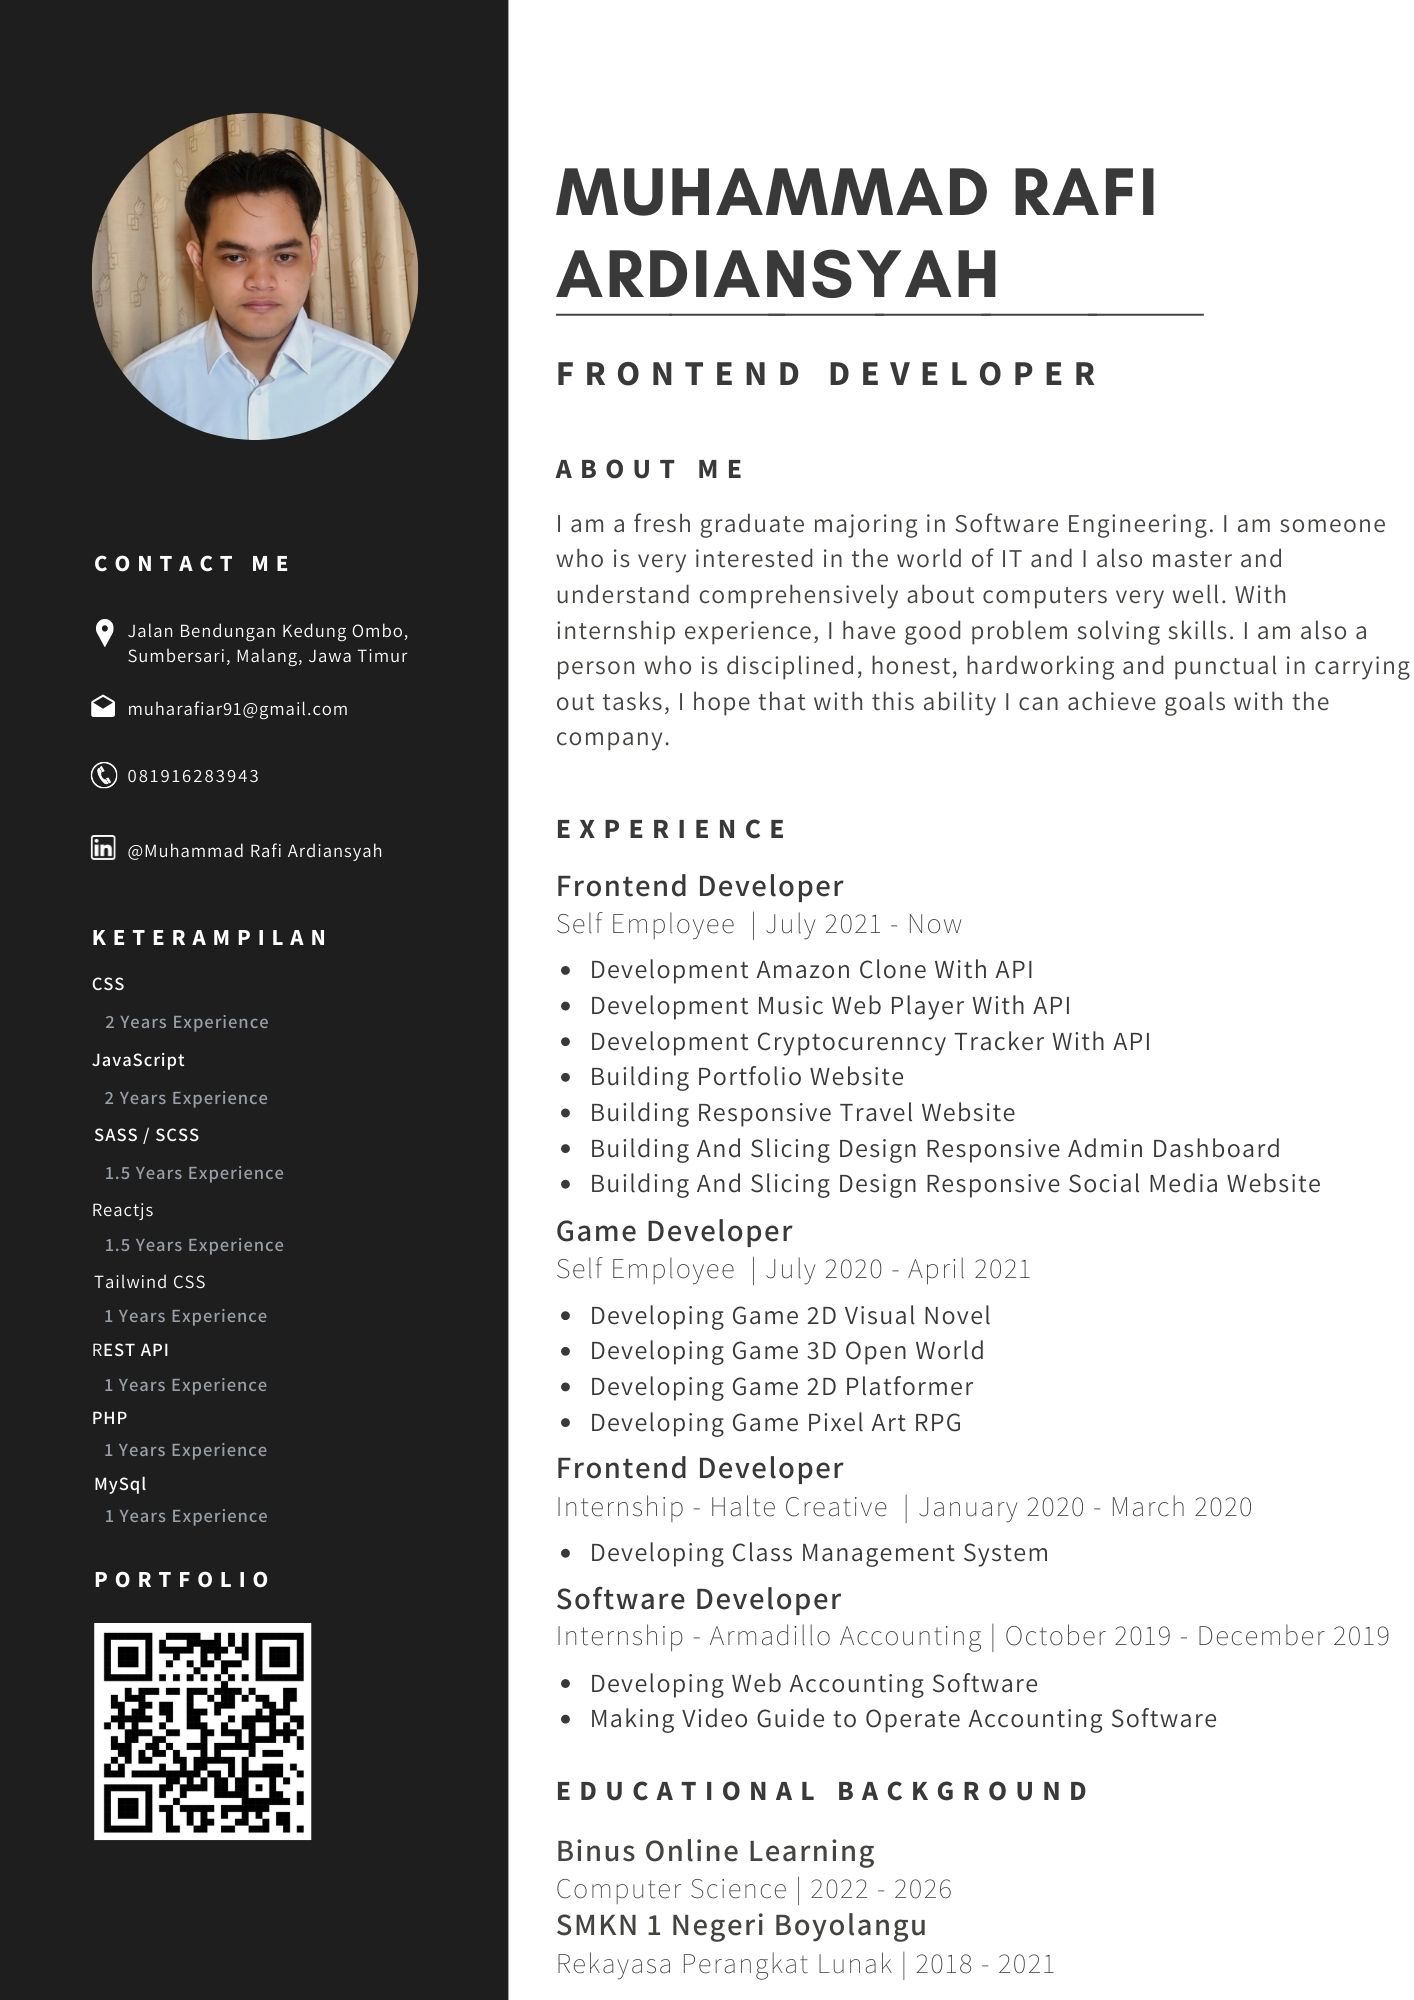 MUHAMMAD RAFI
ARDIANSYAH
FRONTEND DEVELOPER
ABOUT ME
I am a fresh graduate majoring in Software Engineering. I am someone
who is very interested in the world of IT and I also master and
understand comprehensively about computers very well. With
internship experience, I have good problem solving skills. I am also a
person who is disciplined, honest, hardworking and punctual in carrying
out tasks, I hope that with this ability I can achieve goals with the
company.
EXPERIENCE
Frontend Developer
Self Employee | July 2021 - Now
• Development Amazon Clone With API
• Development Music Web Player With API
• Development Cryptocurenncy Tracker With API
• Building Portfolio Website
• Building Responsive Travel Website
• Building And Slicing Design Responsive Admin Dashboard
• Building And Slicing Design Responsive Social Media Website
Game Developer
Self Employee | July 2020 - April 2021
• Developing Game 2D Visual Novel
• Developing Game 3D Open World
• Developing Game 2D Platformer
• Developing Game Pixel Art RPG
Frontend Developer
Internship - Halte Creative | January 2020 - March 2020
• Developing Class Management System
Software Developer
Internship - Armadillo Accounting | October 2019 - December 2019
• Developing Web Accounting Software
• Making Video Guide to Operate Accounting Software
EDUCATIONAL BACKGROUND
Binus Online Learning
Computer Science | 2022 - 2026
SMKN 1 Negeri Boyolangu
Rekayasa Perangkat Lunak | 2018 - 2021
CONTACT ME
Jalan Bendungan Kedung Ombo,
Sumbersari, Malang, Jawa Timur
muharafiar91@gmail.com
081916283943
@Muhammad Rafi Ardiansyah
KETERAMPILAN
CSS
2 Years Experience
JavaScript
2 Years Experience
SASS / SCSS
1.5 Years Experience
Reactjs
1.5 Years Experience
Tailwind CSS
1 Years Experience
REST API
1 Years Experience
PHP
1 Years Experience
MySql
1 Years Experience
PORTFOLIO